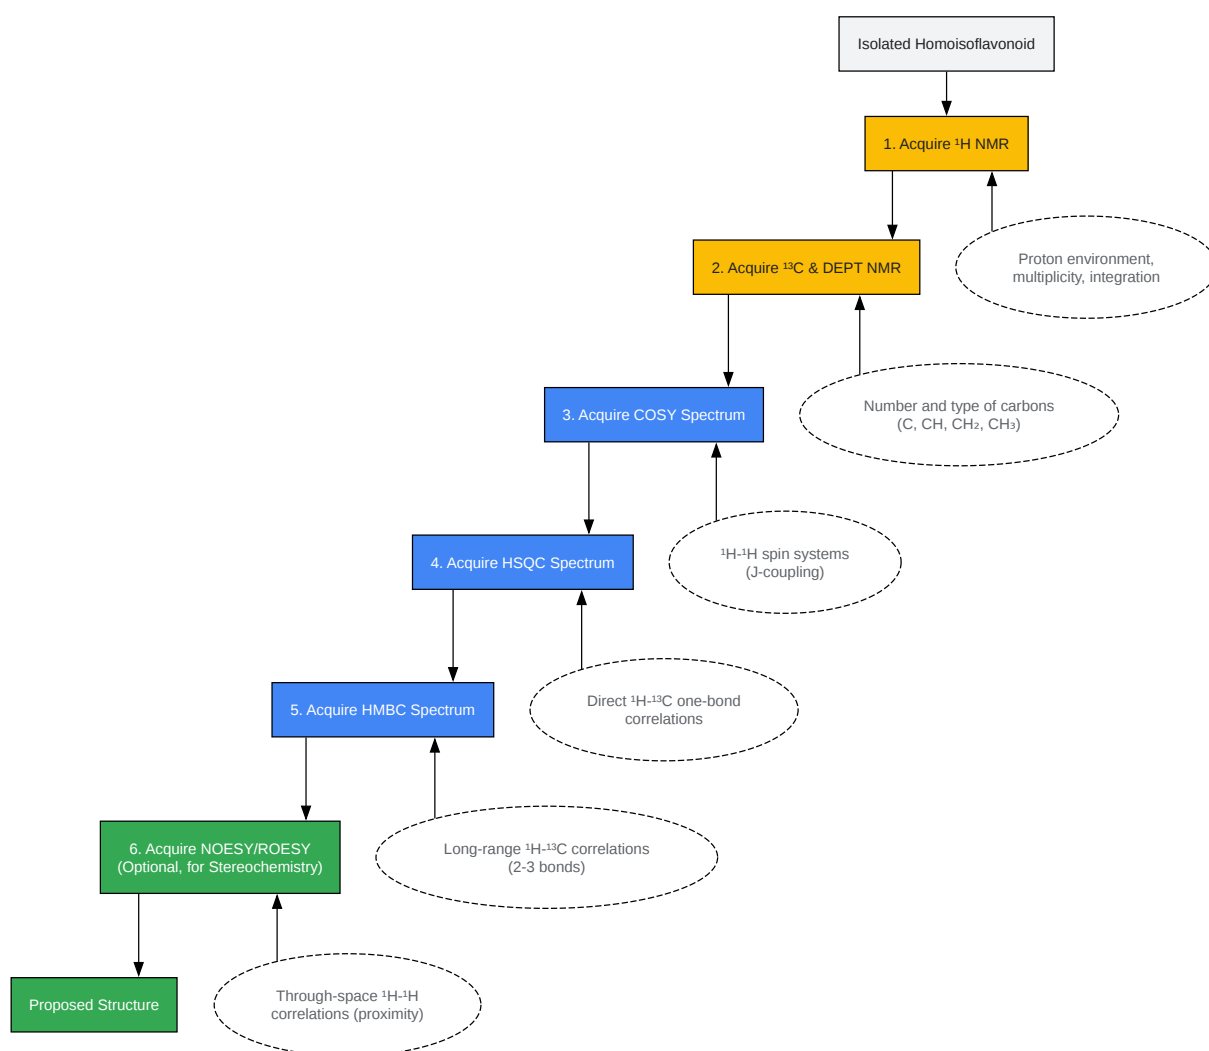 Isolated Homoisoflavonoid
1. Acquire ¹H NMR
Proton environment,
multiplicity, integration
2. Acquire ¹³C & DEPT NMR
Number and type of carbons
(C, CH, CH₂, CH₃)
3. Acquire COSY Spectrum
¹H-¹H spin systems
(J-coupling)
4. Acquire HSQC Spectrum
Direct ¹H-¹³C one-bond
correlations
5. Acquire HMBC Spectrum
Long-range ¹H-¹³C correlations
(2-3 bonds)
6. Acquire NOESY/ROESY
(Optional, for Stereochemistry)
Through-space ¹H-¹H
correlations (proximity)
Proposed Structure